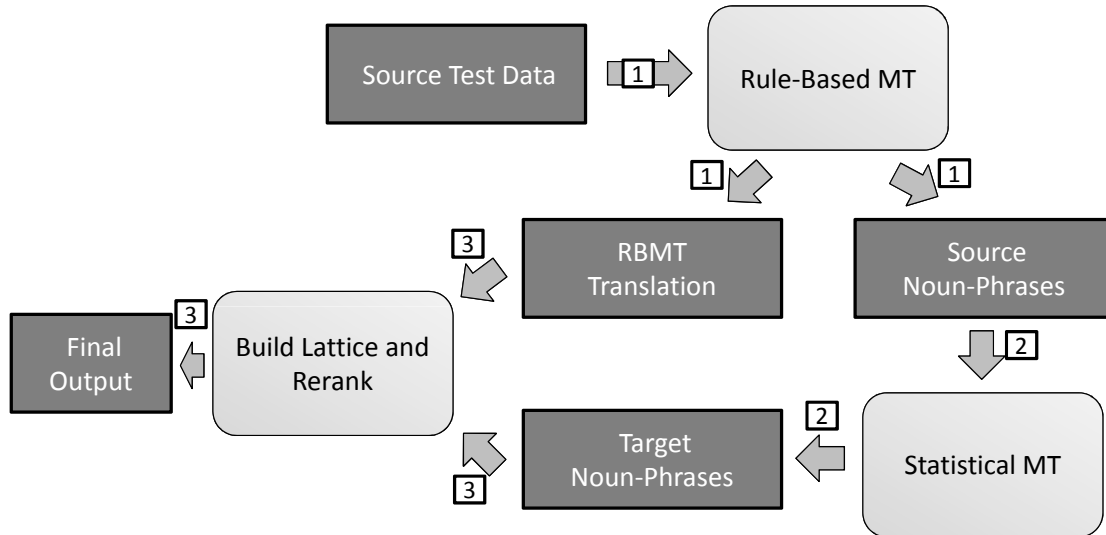 Source Test Data
1
Rule-Based MT
1
1
RBMT
Translation
Source
Noun-Phrases
3
3
Final
Output
Build Lattice and
Rerank
2
2
Target
Noun-Phrases
3
Statistical MT